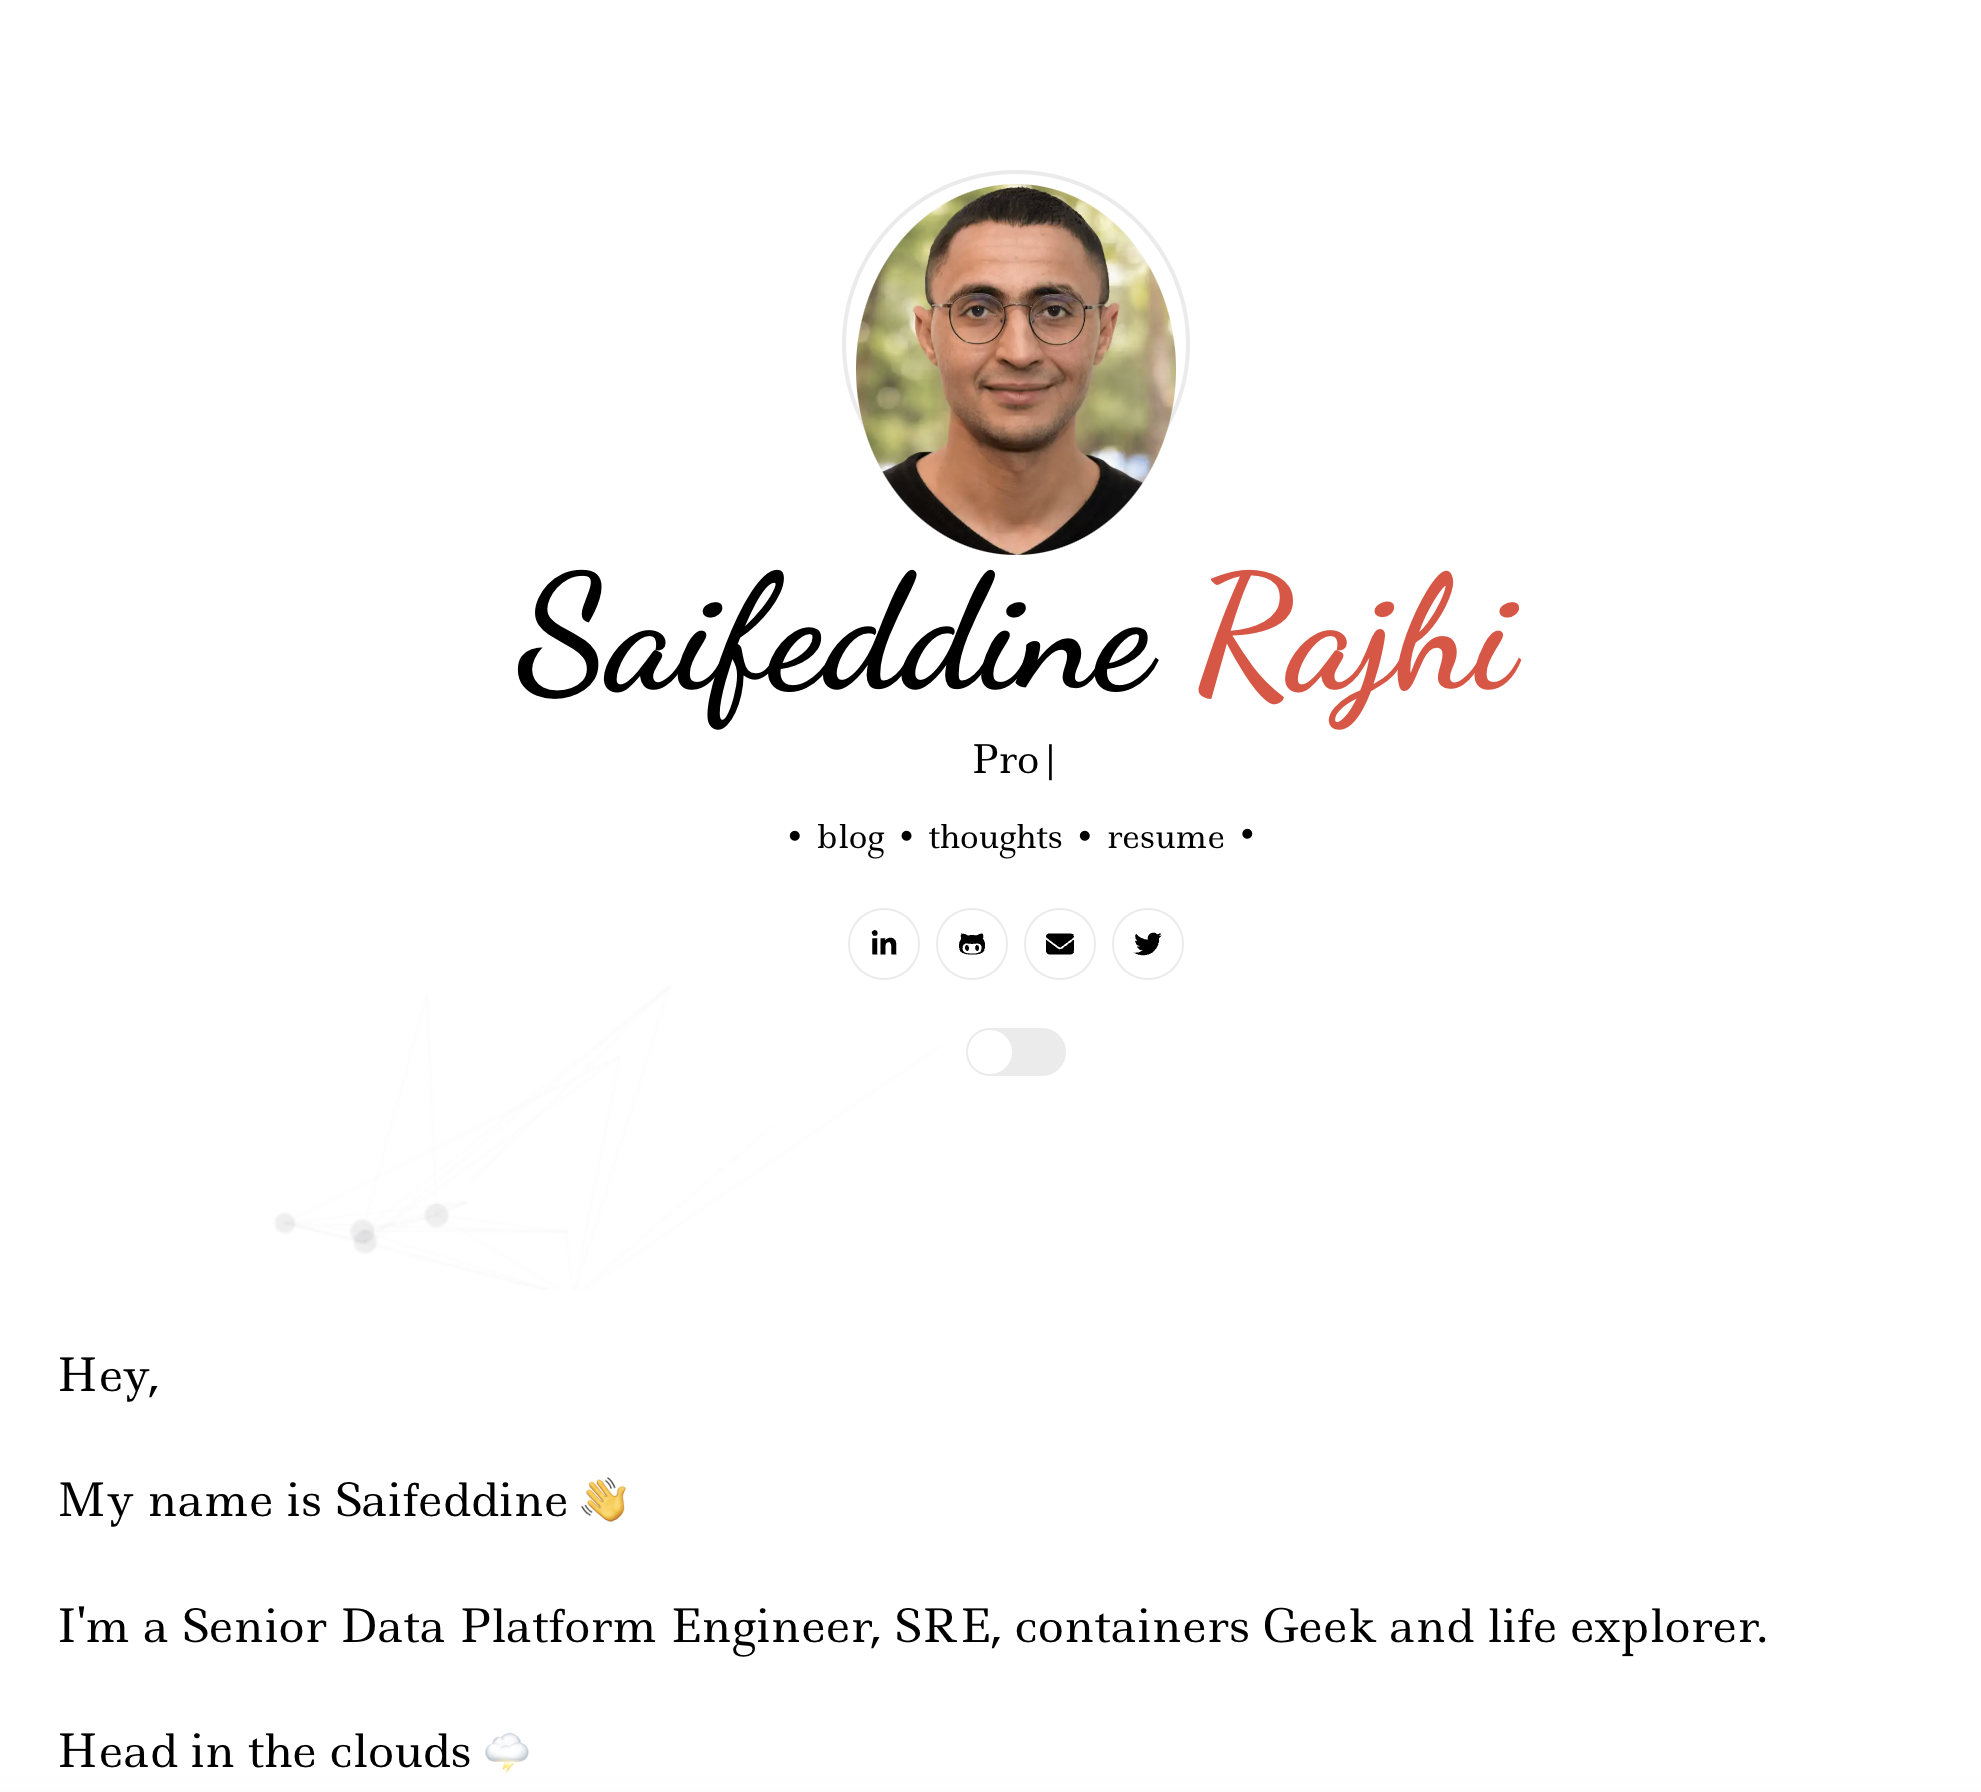 Saifeddine Rajhi
Pro|
• blog • thoughts • resume •
in
Hey,
My name is Saifeddine 👋
I'm a Senior Data Platform Engineer, SRE, containers Geek and life explorer.
Head in the clouds 🌩️